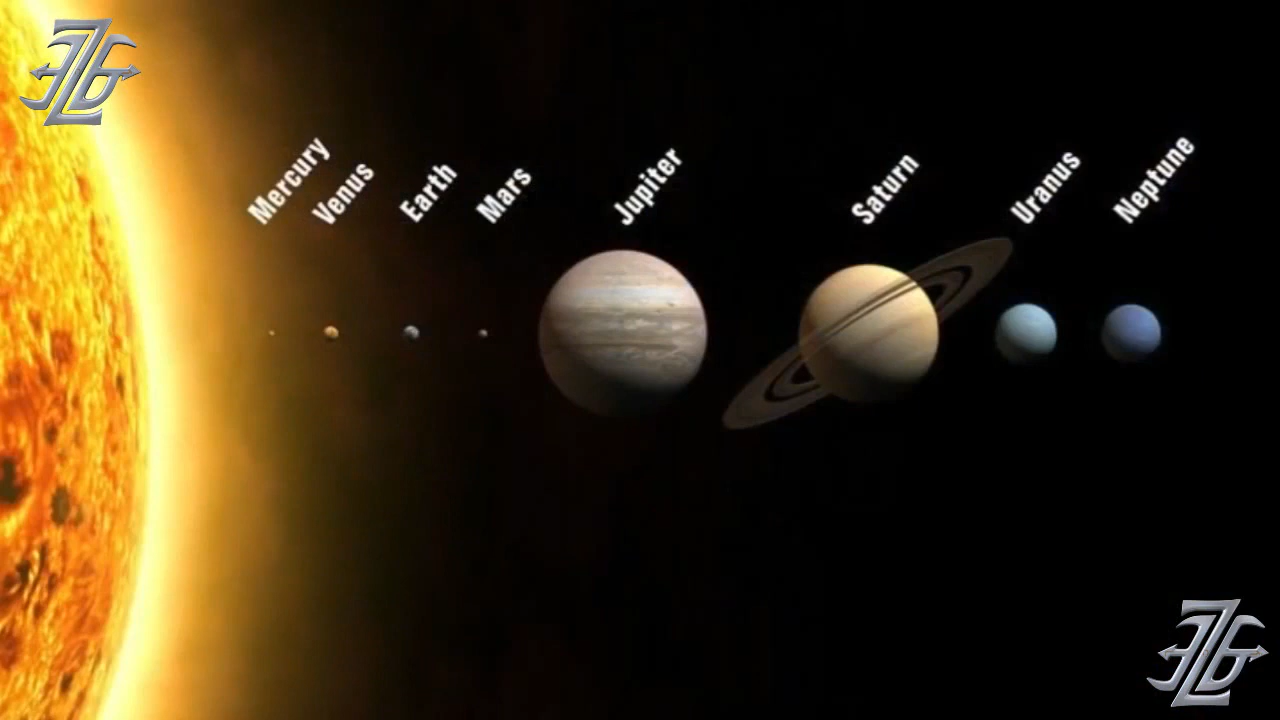 Mercury
Venus
Earth
Mars
Jupiter
Saturn
Uranus
Neptune